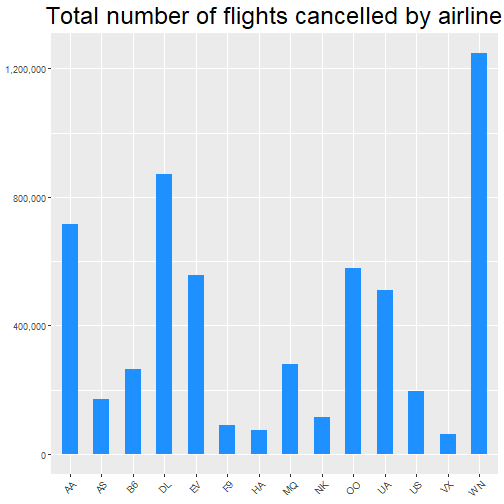 Total number of flights cancelled by airline
1,200,000
800,000
400,000
0
AA AS B6 DL EV F9 HA MQ NK OO UA US VX WN